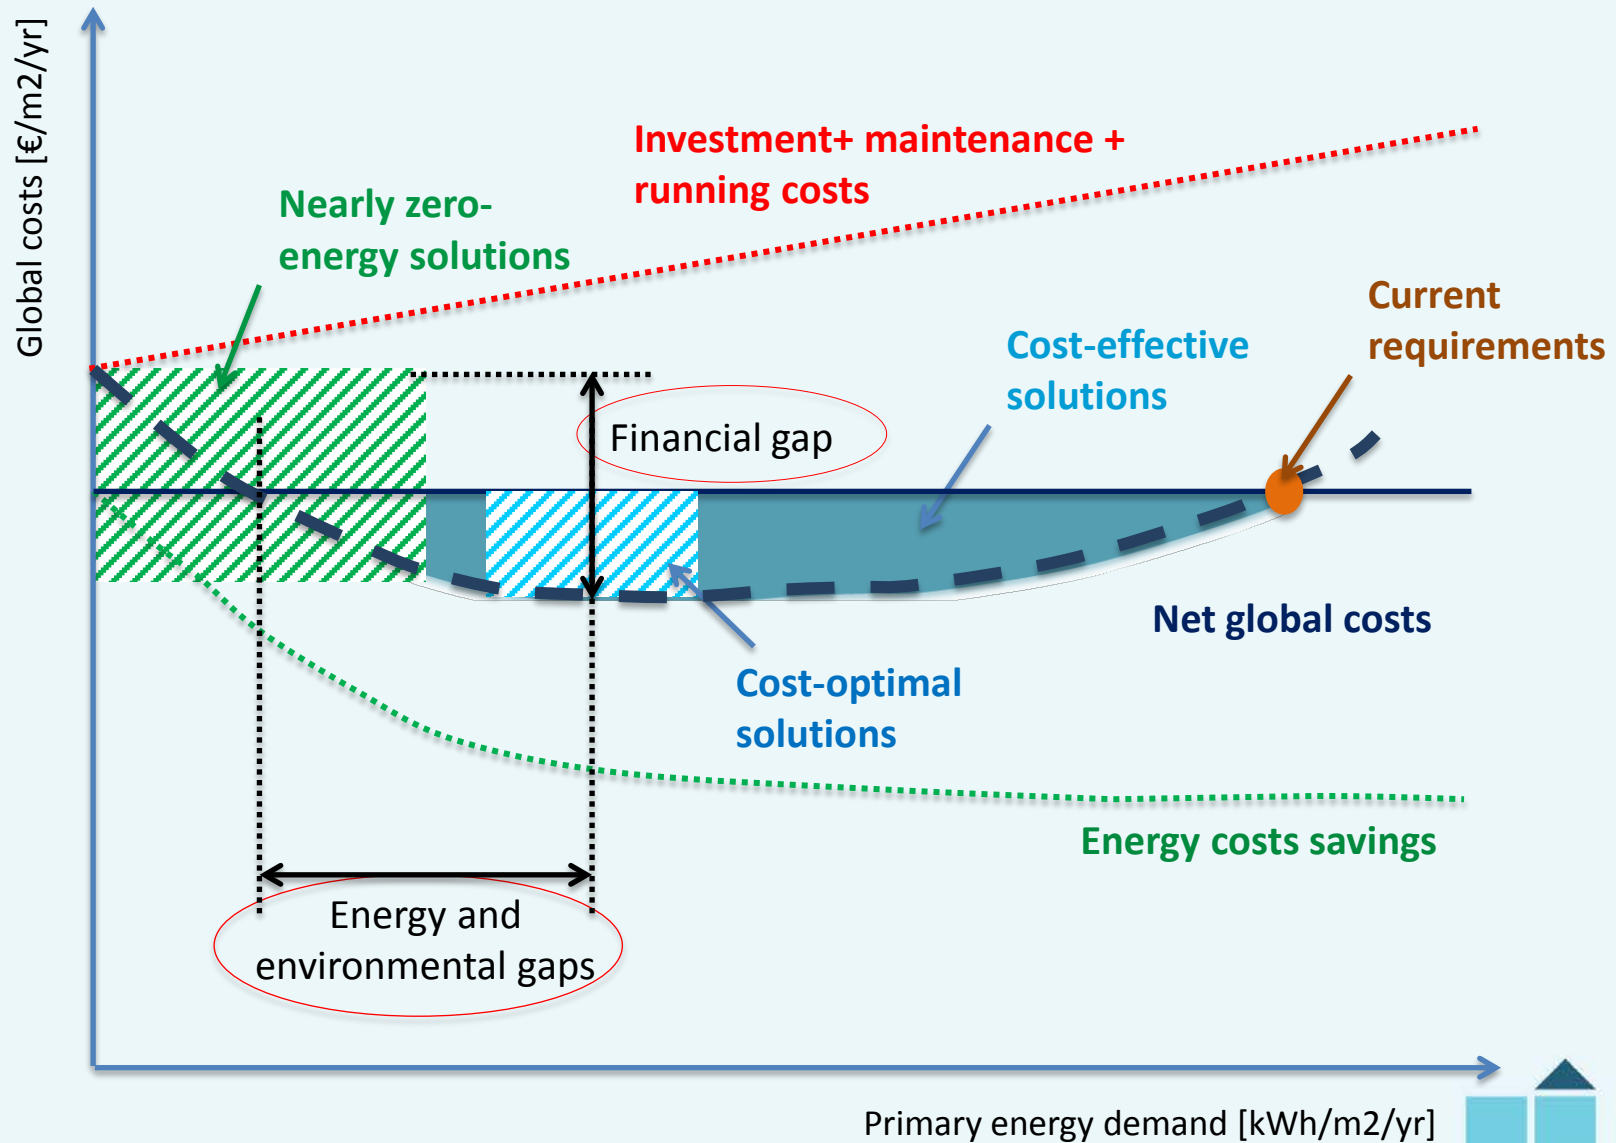 Global costs [€/m2/yr]
Investment+ maintenance +
running costs
Nearly zero-
energy solutions
Current
requirements
Cost-effective
solutions
Financial gap
Net global costs
Cost-optimal
solutions
Energy costs savings
Energy and
environmental gaps
Primary energy demand [kWh/m2/yr]